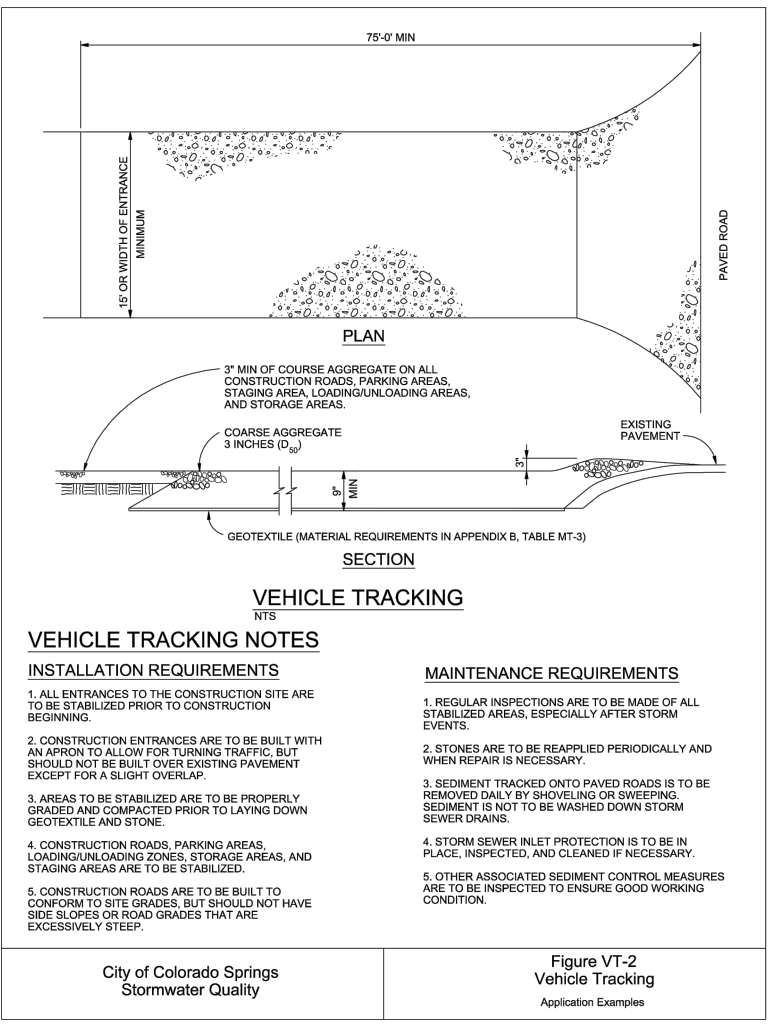 75'-0' MIN
15' OR WIDTH OF ENTRANCE
MINIMUM
PAVED ROAD
PLAN
3" MIN OF COURSE AGGREGATE ON ALL
CONSTRUCTION ROADS, PARKING AREAS,
STAGING AREA, LOADING/UNLOADING AREAS,
AND STORAGE AREAS.
COARSE AGGREGATE
3 INCHES (D50)
EXISTING
PAVEMENT
3"
9"
MIN
GEOTEXTILE (MATERIAL REQUIREMENTS IN APPENDIX B, TABLE MT-3)
SECTION
VEHICLE TRACKING
NTS
VEHICLE TRACKING NOTES
INSTALLATION REQUIREMENTS
1. ALL ENTRANCES TO THE CONSTRUCTION SITE ARE
TO BE STABILIZED PRIOR TO CONSTRUCTION
BEGINNING.
2. CONSTRUCTION ENTRANCES ARE TO BE BUILT WITH
AN APRON TO ALLOW FOR TURNING TRAFFIC, BUT
SHOULD NOT BE BUILT OVER EXISTING PAVEMENT
EXCEPT FOR A SLIGHT OVERLAP.
3. AREAS TO BE STABILIZED ARE TO BE PROPERLY
GRADED AND COMPACTED PRIOR TO LAYING DOWN
GEOTEXTILE AND STONE.
4. CONSTRUCTION ROADS, PARKING AREAS,
LOADING/UNLOADING ZONES, STORAGE AREAS, AND
STAGING AREAS ARE TO BE STABILIZED.
5. CONSTRUCTION ROADS ARE TO BE BUILT TO
CONFORM TO SITE GRADES, BUT SHOULD NOT HAVE
SIDE SLOPES OR ROAD GRADES THAT ARE
EXCESSIVELY STEEP.
MAINTENANCE REQUIREMENTS
1. REGULAR INSPECTIONS ARE TO BE MADE OF ALL
STABILIZED AREAS, ESPECIALLY AFTER STORM
EVENTS.
2. STONES ARE TO BE REAPPLIED PERIODICALLY AND
WHEN REPAIR IS NECESSARY.
3. SEDIMENT TRACKED ONTO PAVED ROADS IS TO BE
REMOVED DAILY BY SHOVELING OR SWEEPING.
SEDIMENT IS NOT TO BE WASHED DOWN STORM
SEWER DRAINS.
4. STORM SEWER INLET PROTECTION IS TO BE IN
PLACE, INSPECTED, AND CLEANED IF NECESSARY.
5. OTHER ASSOCIATED SEDIMENT CONTROL MEASURES
ARE TO BE INSPECTED TO ENSURE GOOD WORKING
CONDITION.
City of Colorado Springs
Stormwater Quality
Figure VT-2
Vehicle Tracking
Application Examples